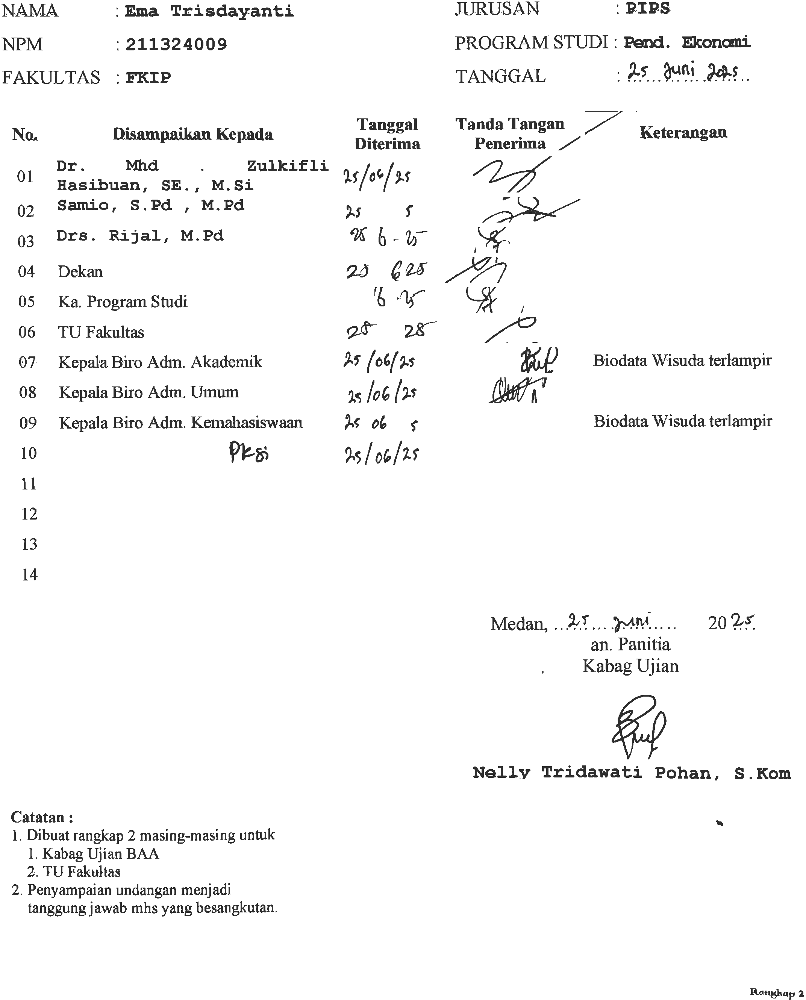 NAMA : Ema Trisdayanti
JURUSAN : PIPS
NPM : 211324009
PROGRAM STUDI : Pend. Ekonomi
FAKULTAS : FKIP
TANGGAL : 25 Juni 2025
No. Disampaikan Kepada Tanggal Diterima Tanda Tangan Penerima Keterangan
01 Dr. Mhd . Zulkifli Hasibuan, SE., M.Si 25/06/25
02 Samio, S.Pd , M.Pd 25 5
03 Drs. Rijal, M.Pd 25 6 - 25
04 Dekan 25 6 25
05 Ka. Program Studi 6 - 25
06 TU Fakultas
07 Kepala Biro Adm. Akademik 25/06/25 Biodata Wisuda terlampir
08 Kepala Biro Adm. Umum 25/06/25
09 Kepala Biro Adm. Kemahasiswaan 25 06 5 Biodata Wisuda terlampir
10 Pksi 25/06/25
11
12
13
14
Medan, 25 Juni 2025
an. Panitia
Kabag Ujian
Nelly Tridawati Pohan, S.Kom
Catatan :
1. Dibuat rangkap 2 masing-masing untuk
1. Kabag Ujian BAA
2. TU Fakultas
2. Penyampaian undangan menjadi
tanggung jawab mhs yang besangkutan.
Rangkap 2